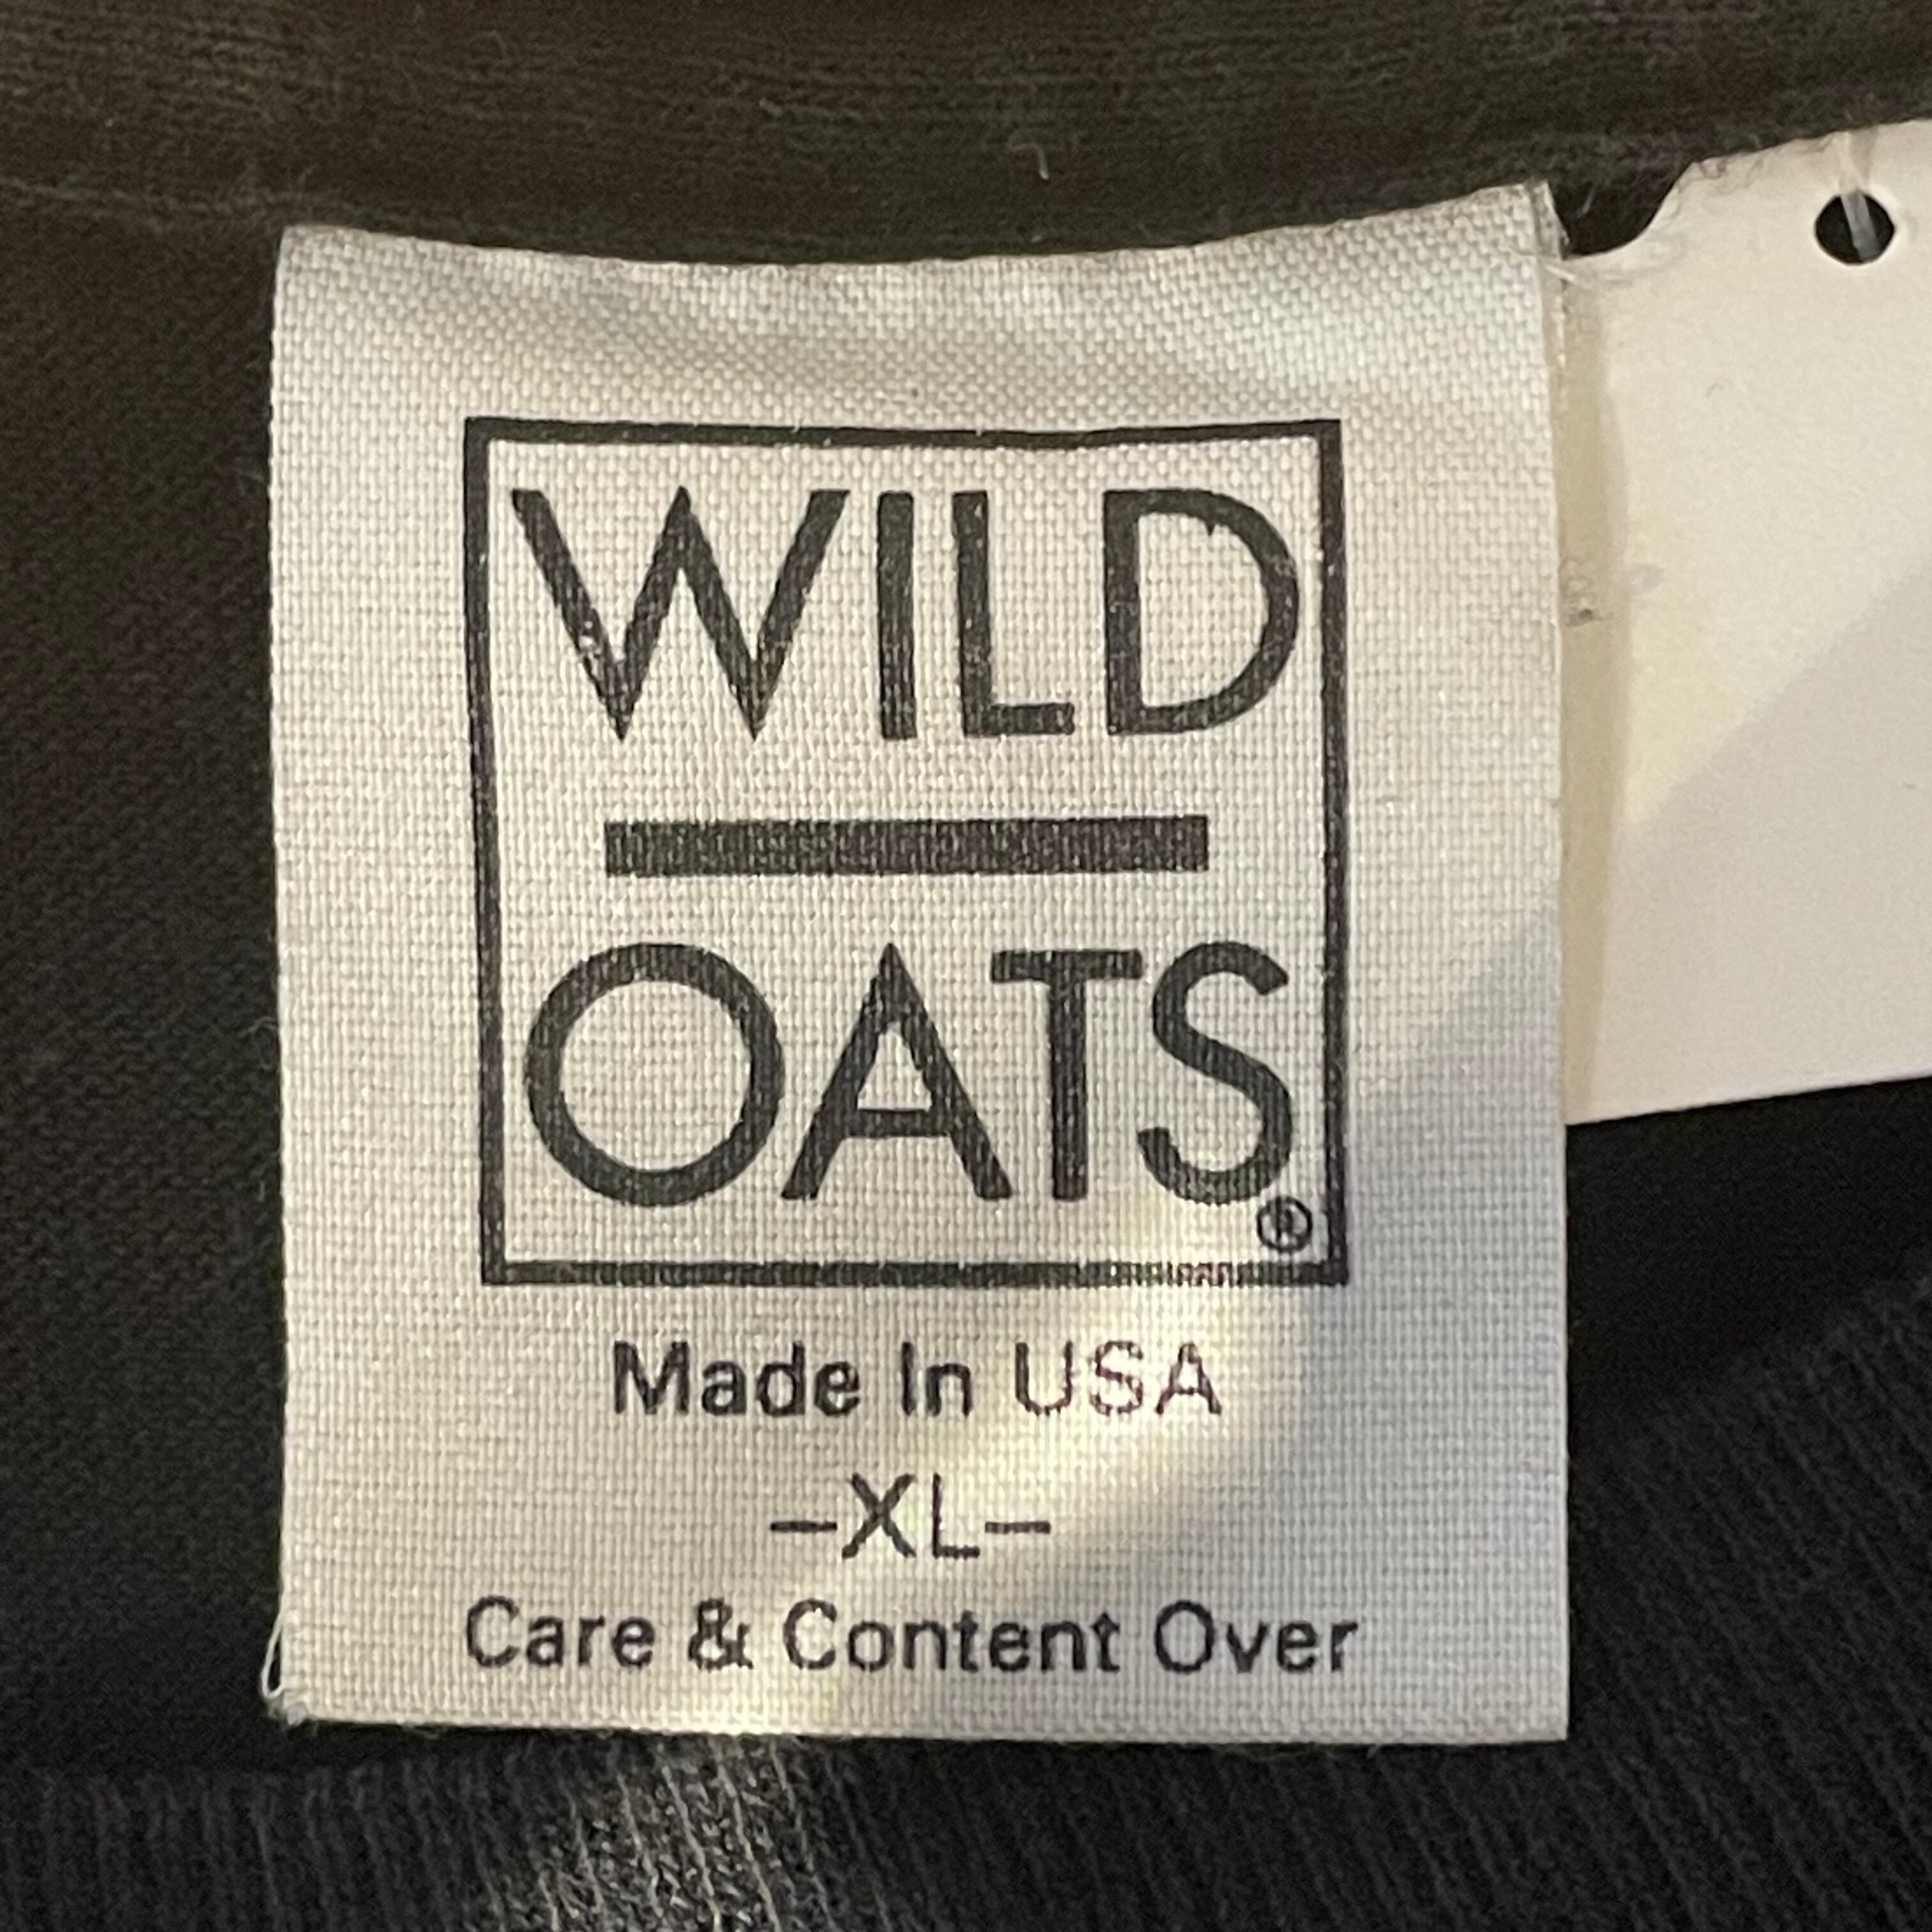 WILD
OATS®
Made In USA
–XL–
Care & Content Over